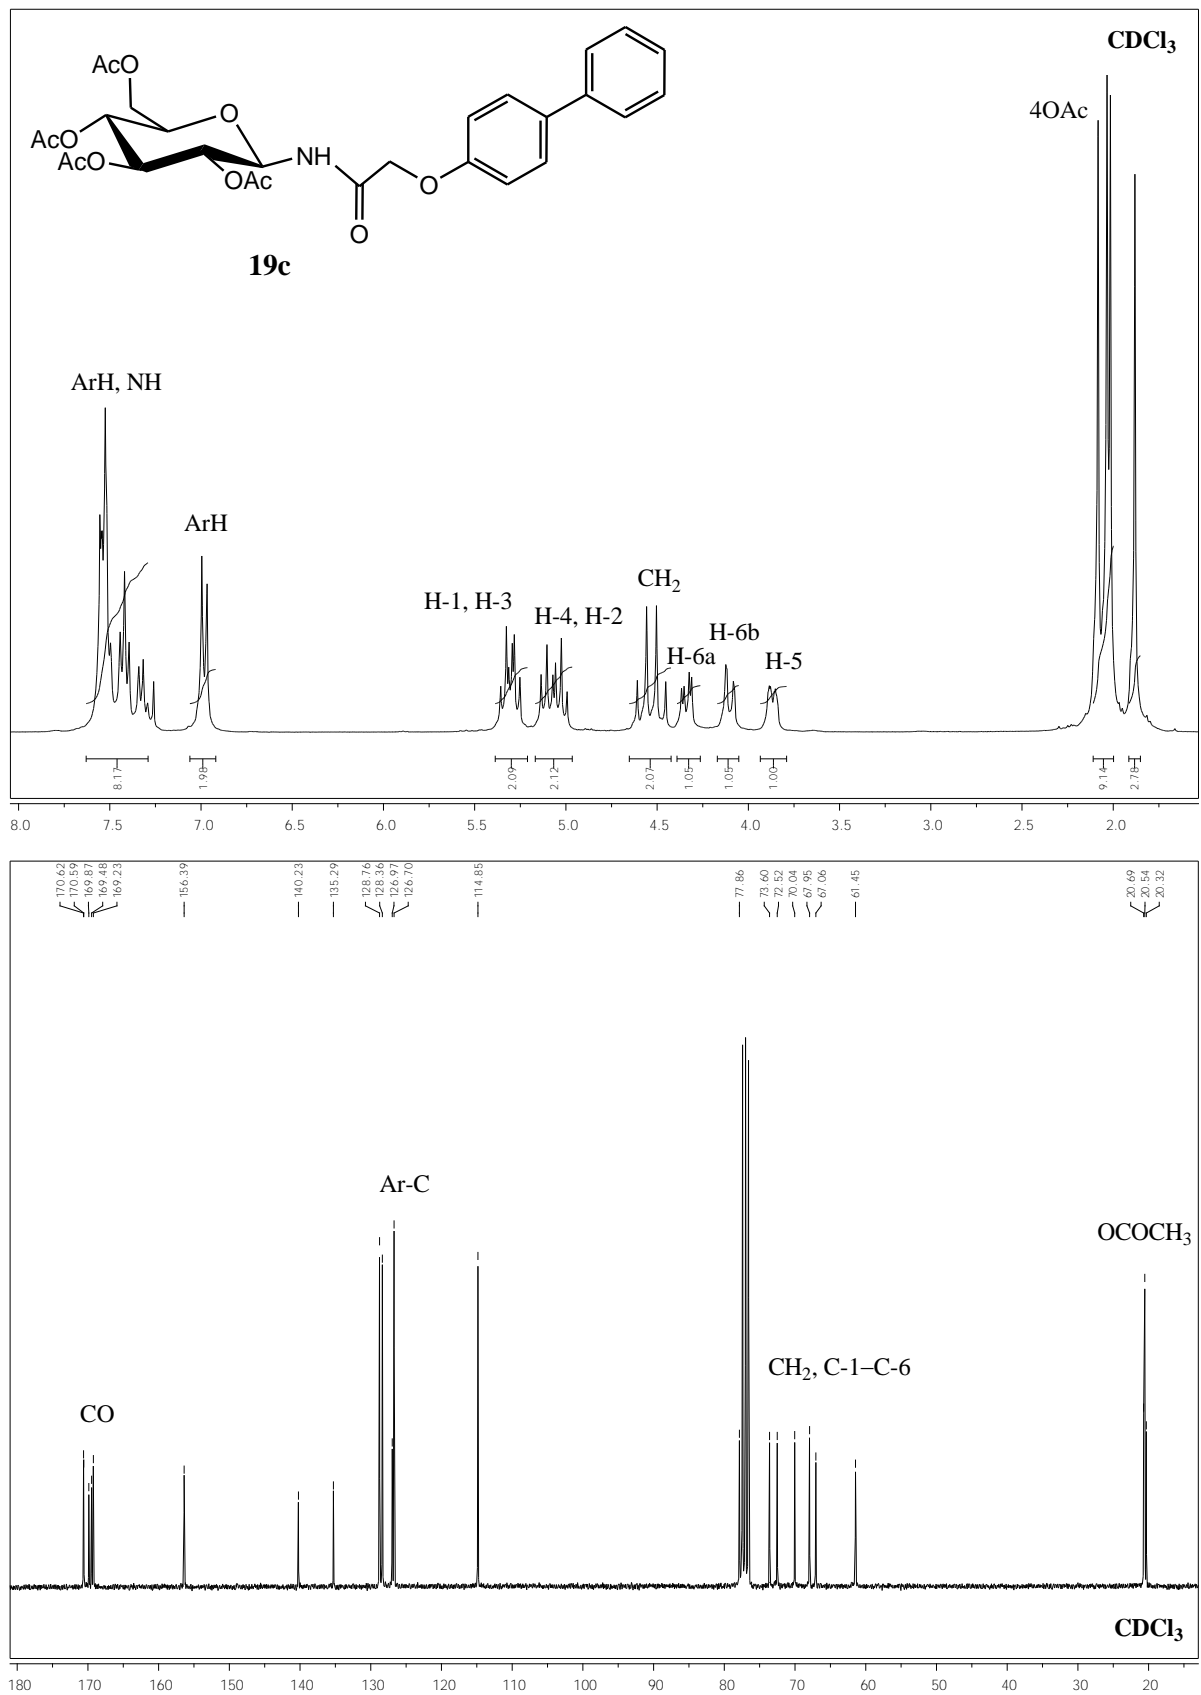 CDCl3
AcO
O
AcO
AcO
OAc
NH
O
O
19c
4OAc
ArH, NH
ArH
H-1, H-3
H-4, H-2
CH2
H-6a
H-6b
H-5
8.17
1.98
2.09
2.12
2.07
1.05
1.05
1.00
9.14
2.78
8.0 7.5 7.0 6.5 6.0 5.5 5.0 4.5 4.0 3.5 3.0 2.5 2.0
170.62
170.59
169.87
169.48
169.23
156.39
140.23
135.29
128.76
128.36
126.97
126.70
114.85
77.86
73.60
72.52
70.04
67.95
67.06
61.45
20.69
20.54
20.32
Ar-C
OCOCH3
CH2, C-1–C-6
CO
CDCl3
180 170 160 150 140 130 120 110 100 90 80 70 60 50 40 30 20